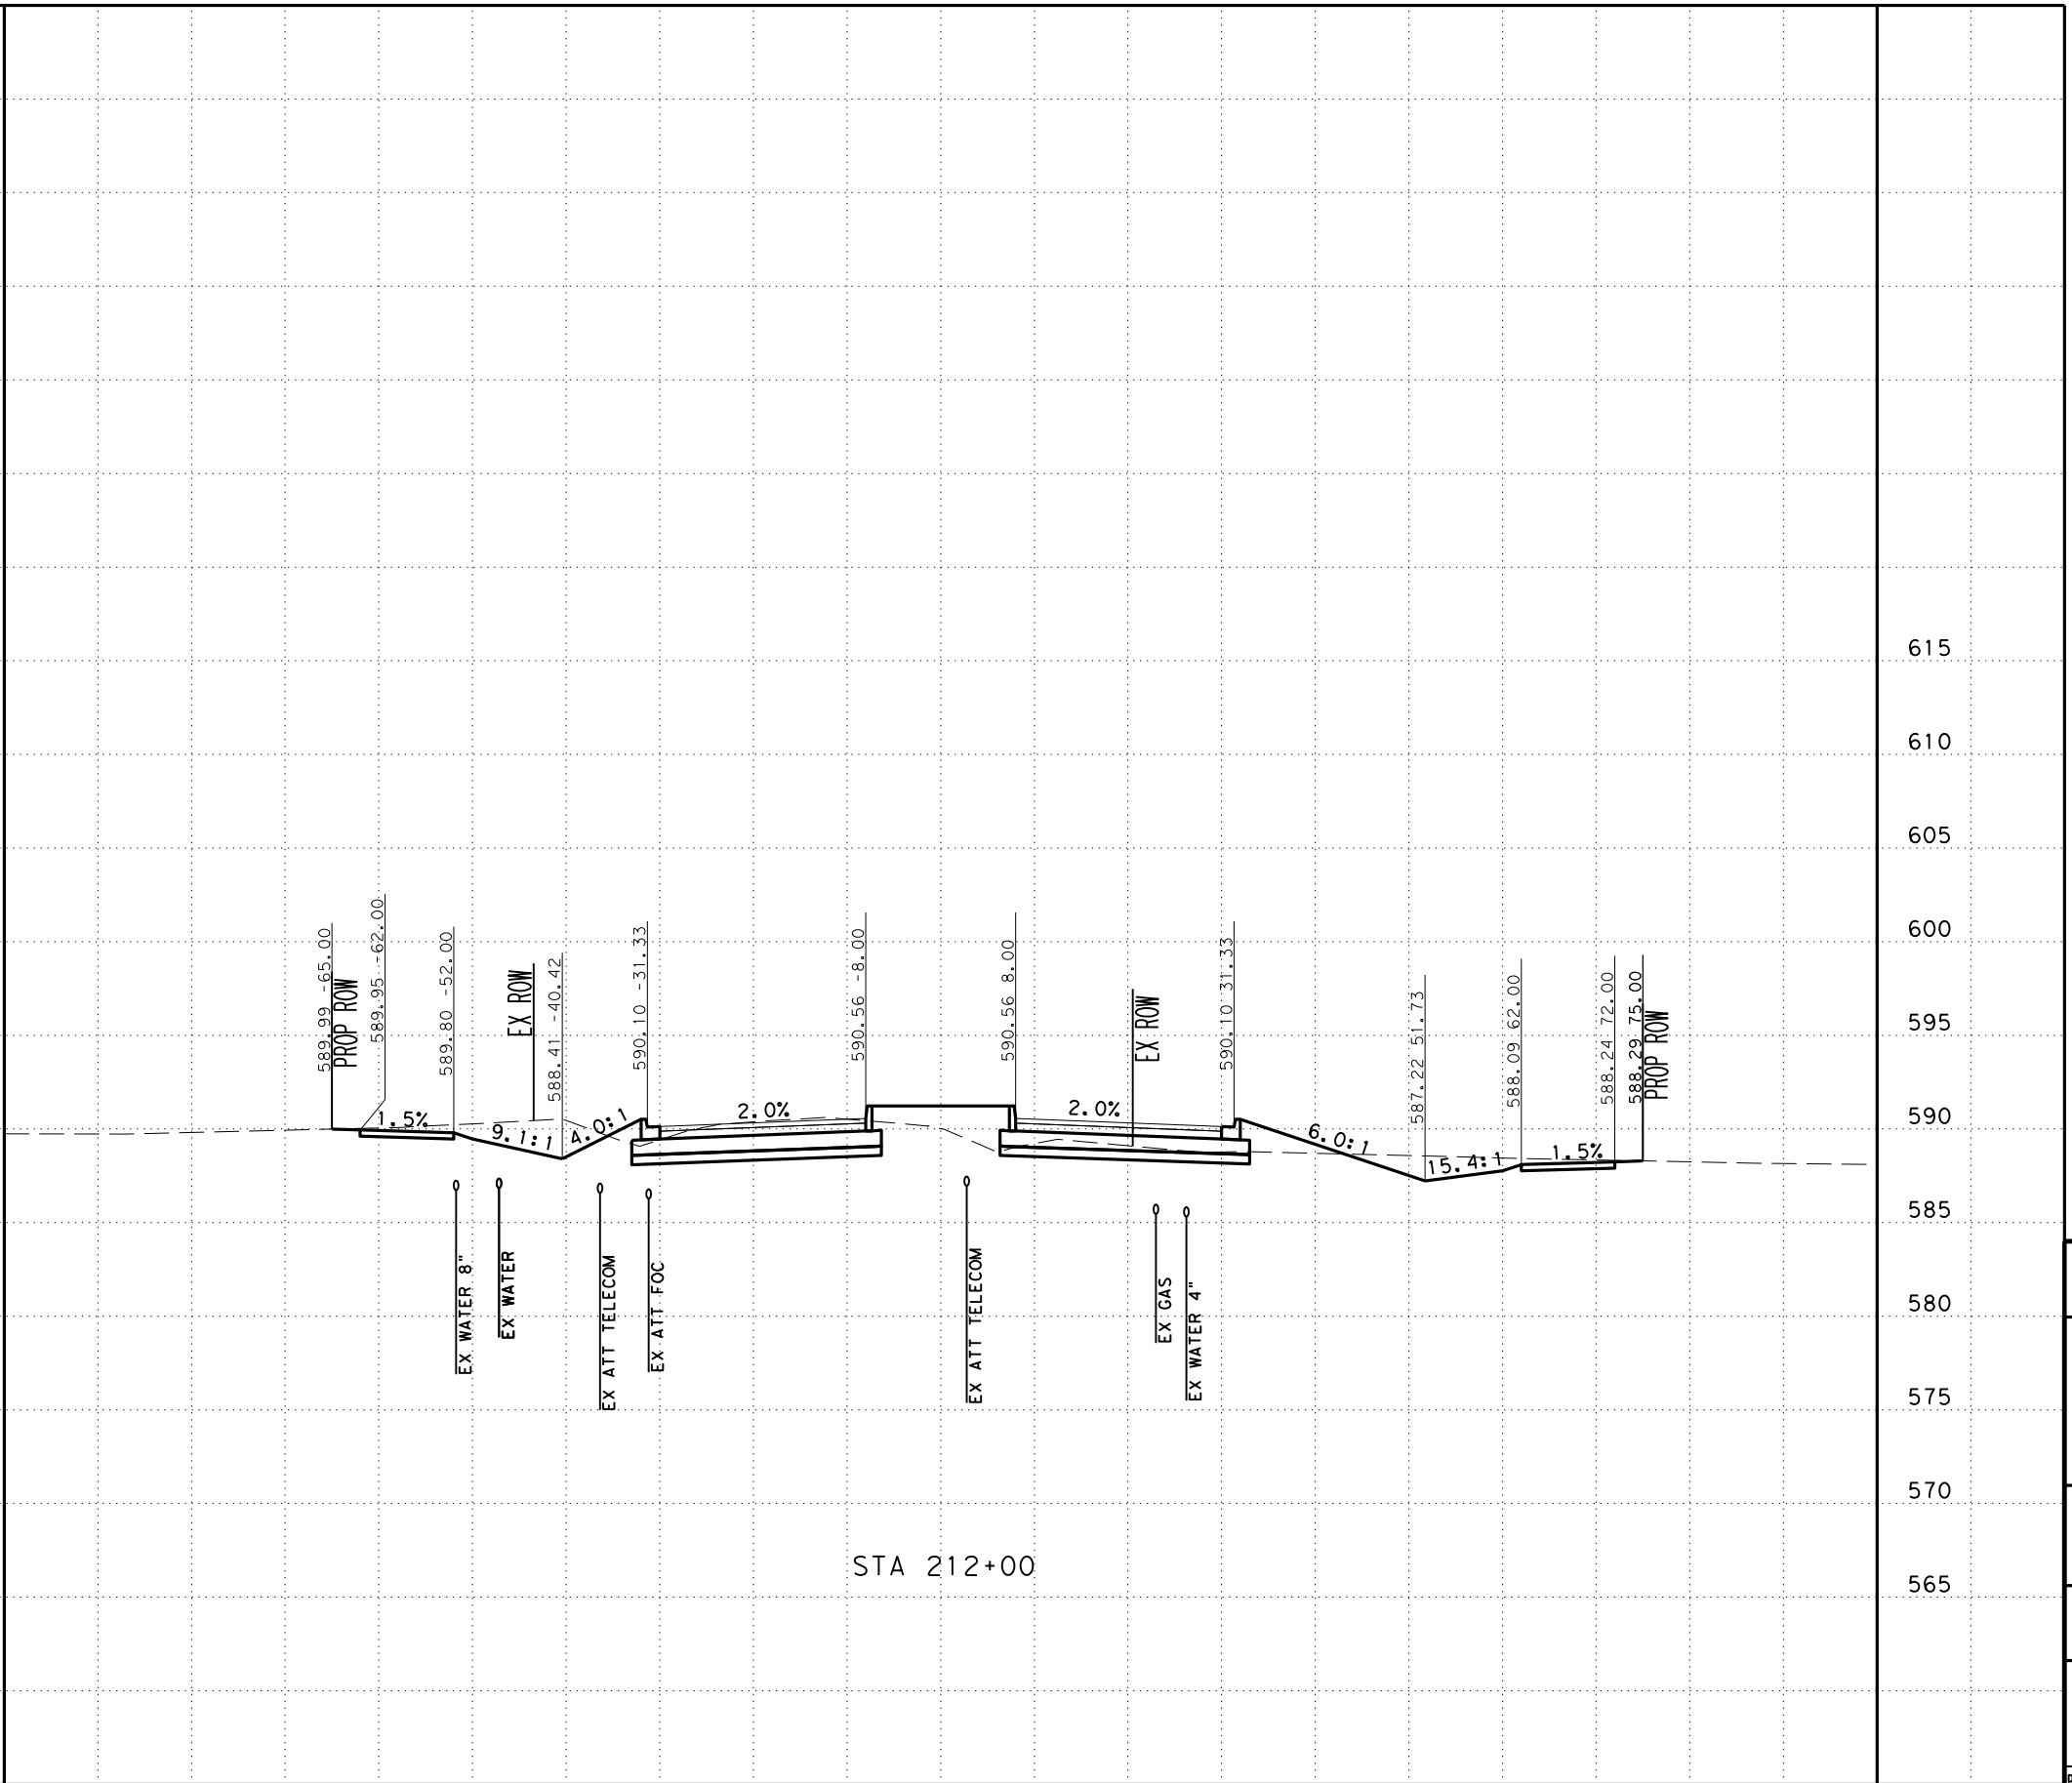 615
610
605
600
595
590
585
580
575
570
565
589.99 -65.00
PROP ROW
589.95 -62.00
589.80 -52.00
EX ROW
588.41 -40.42
590.10 -31.33
590.56 -8.00
590.56 8.00
EX ROW
590.10 31.33
587.22 51.73
588.09 62.00
588.24 72.00
588.29 75.00
PROP ROW
1.5%
9.1:1
4.0:1
2.0%
2.0%
6.0:1
15.4:1
1.5%
EX WATER 8"
EX WATER
EX ATT TELECOM
EX ATT FOC
EX ATT TELECOM
EX GAS
EX WATER 4"
STA 212+00